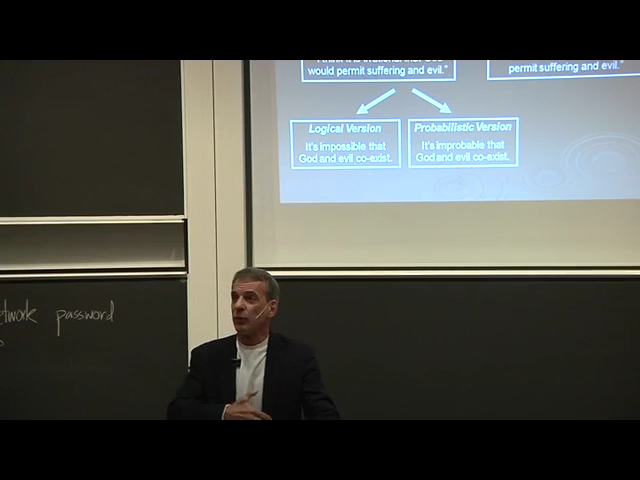 would permit suffering and evil."
permit suffering and evil."
Logical Version
It's impossible that
God and evil co-exist.
Probabilistic Version
It's improbable that
God and evil co-exist.
password